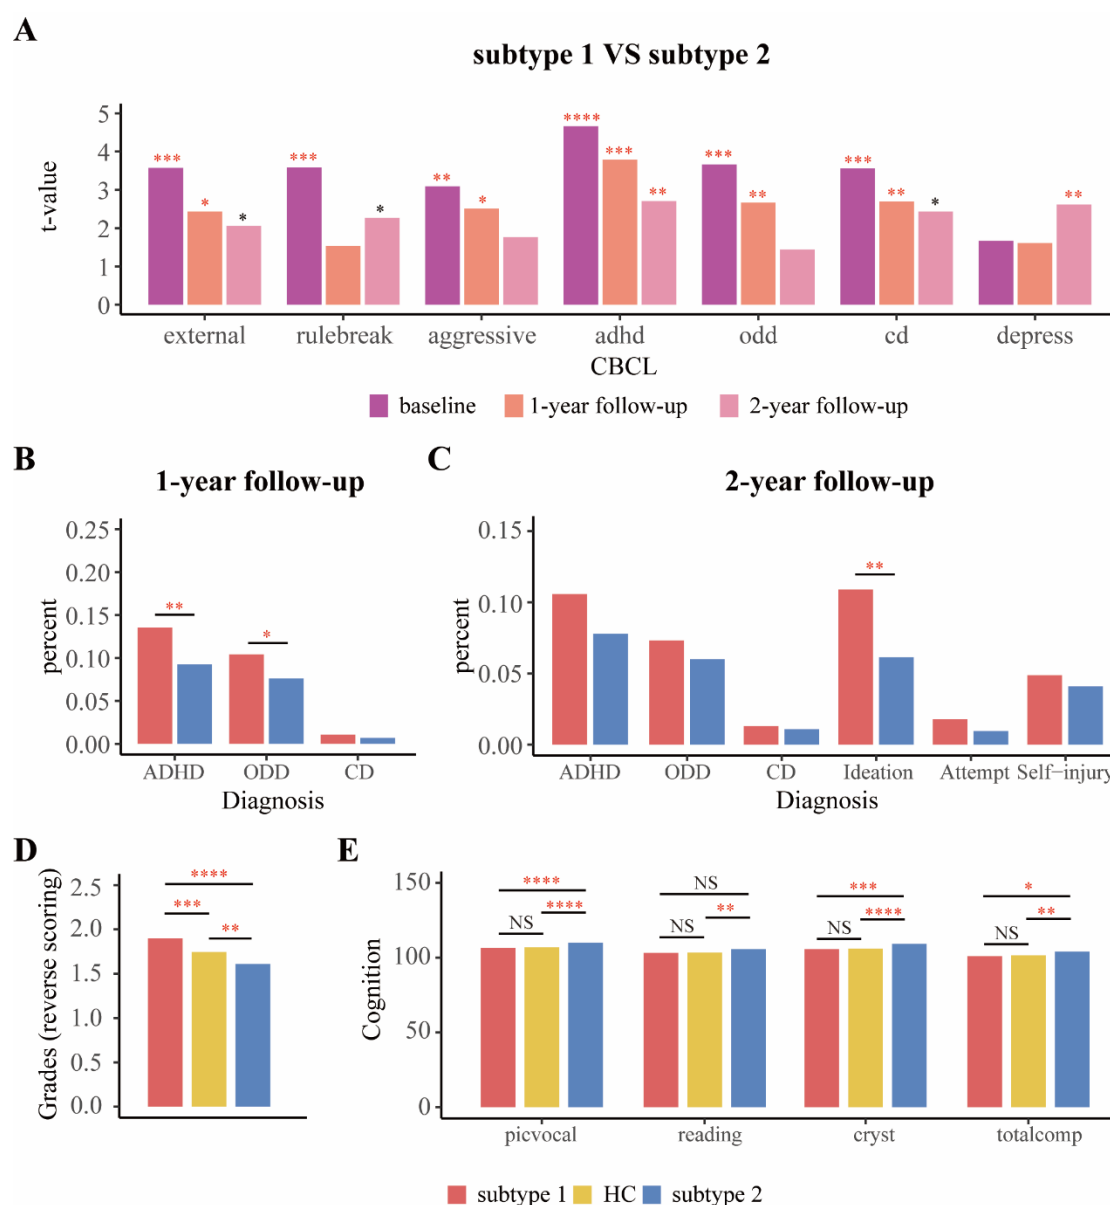 A
subtype 1 VS subtype 2
t-value
5
4
3
2
1
0
*** * *
*** *
** *
**** *** **
*** **
*** ** *
**
external rulebreak aggressive adhd odd cd depress
CBCL
baseline 1-year follow-up 2-year follow-up
B
1-year follow-up
percent
0.25
0.20
0.15
0.10
0.05
0.00
** *
ADHD ODD CD
Diagnosis
C
2-year follow-up
percent
0.15
0.10
0.05
0.00
**
ADHD ODD CD Ideation Attempt Self−injury
Diagnosis
D
Grades (reverse scoring)
2.5
2.0
1.5
1.0
0.5
0.0
****
***
**
E
Cognition
150
100
50
0
**** NS *** *
**** ** **** **
NS NS NS NS
picvocal reading cryst totalcomp
subtype 1 HC subtype 2